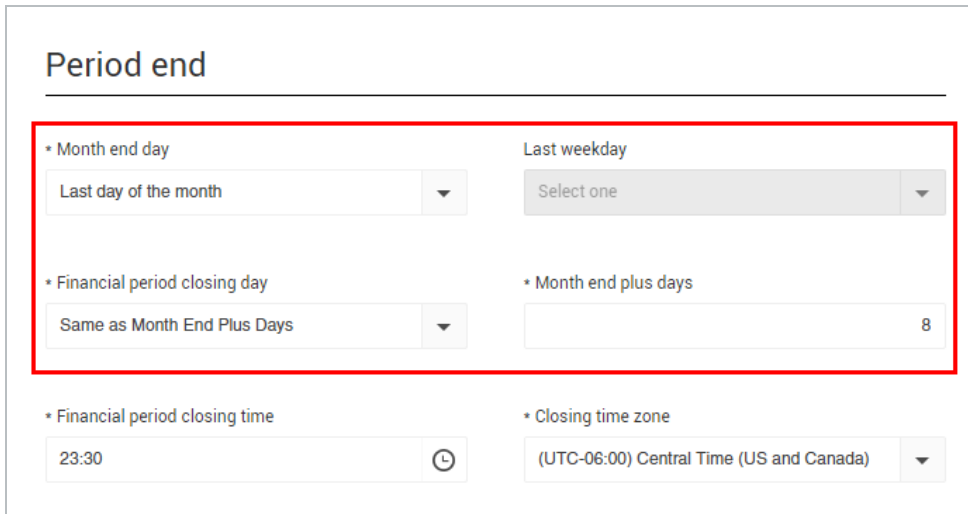 Period end
* Month end day
Last weekday
Last day of the month
Select one
* Financial period closing day
* Month end plus days
Same as Month End Plus Days
8
* Financial period closing time
* Closing time zone
23:30
(UTC-06:00) Central Time (US and Canada)